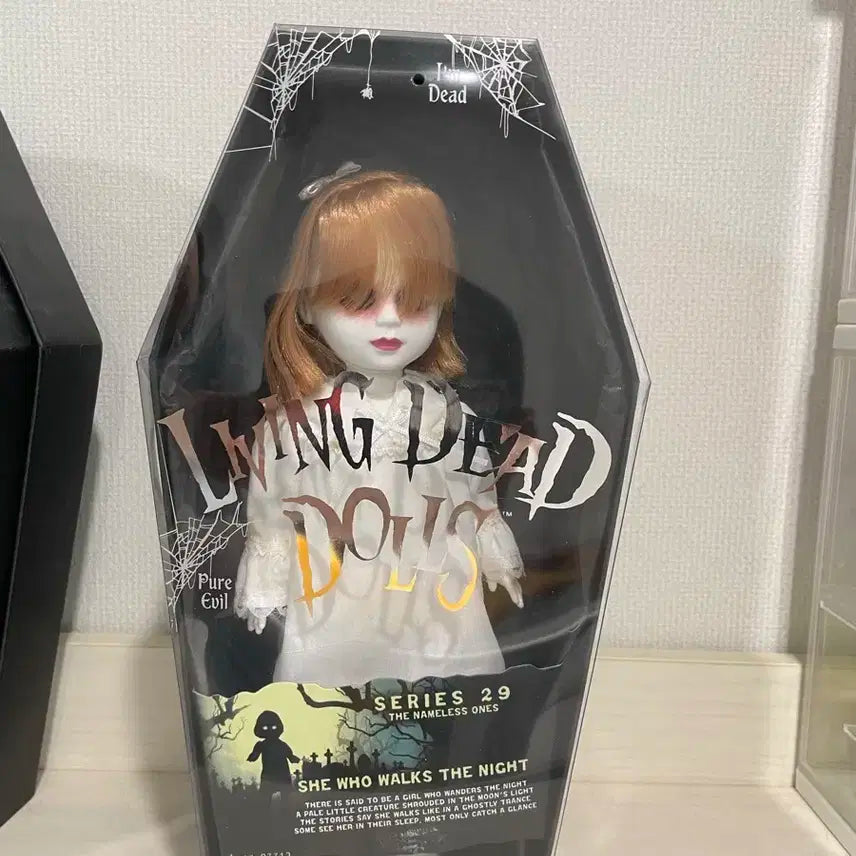 I'm
Dead
LIVING DEAD
DOLLS™
Pure
Evil
SERIES 29
THE NAMELESS ONES
SHE WHO WALKS THE NIGHT
THERE IS SAID TO BE A GIRL WHO WANDERS THE NIGHT
A PALE LITTLE CREATURE SHROUDED IN THE MOON'S LIGHT
THE STORIES SAY SHE WALKS LIKE IN A GHOSTLY TRANCE
SOME SEE HER IN THEIR SLEEP, MOST ONLY CATCH A GLANCE